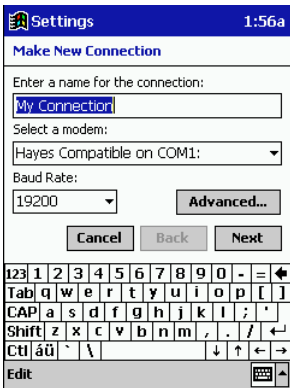 Settings 1:56a
Make New Connection
Enter a name for the connection:
My Connection
Select a modem:
Hayes Compatible on COM1:
Baud Rate:
19200 Advanced...
Cancel Back Next
123 1 2 3 4 5 6 7 8 9 0 - =
Tab q w e r t y u i o p [ ]
CAP a s d f g h j k l ; '
Shift z x c v b n m , . /
Ctl áü ` \
Edit